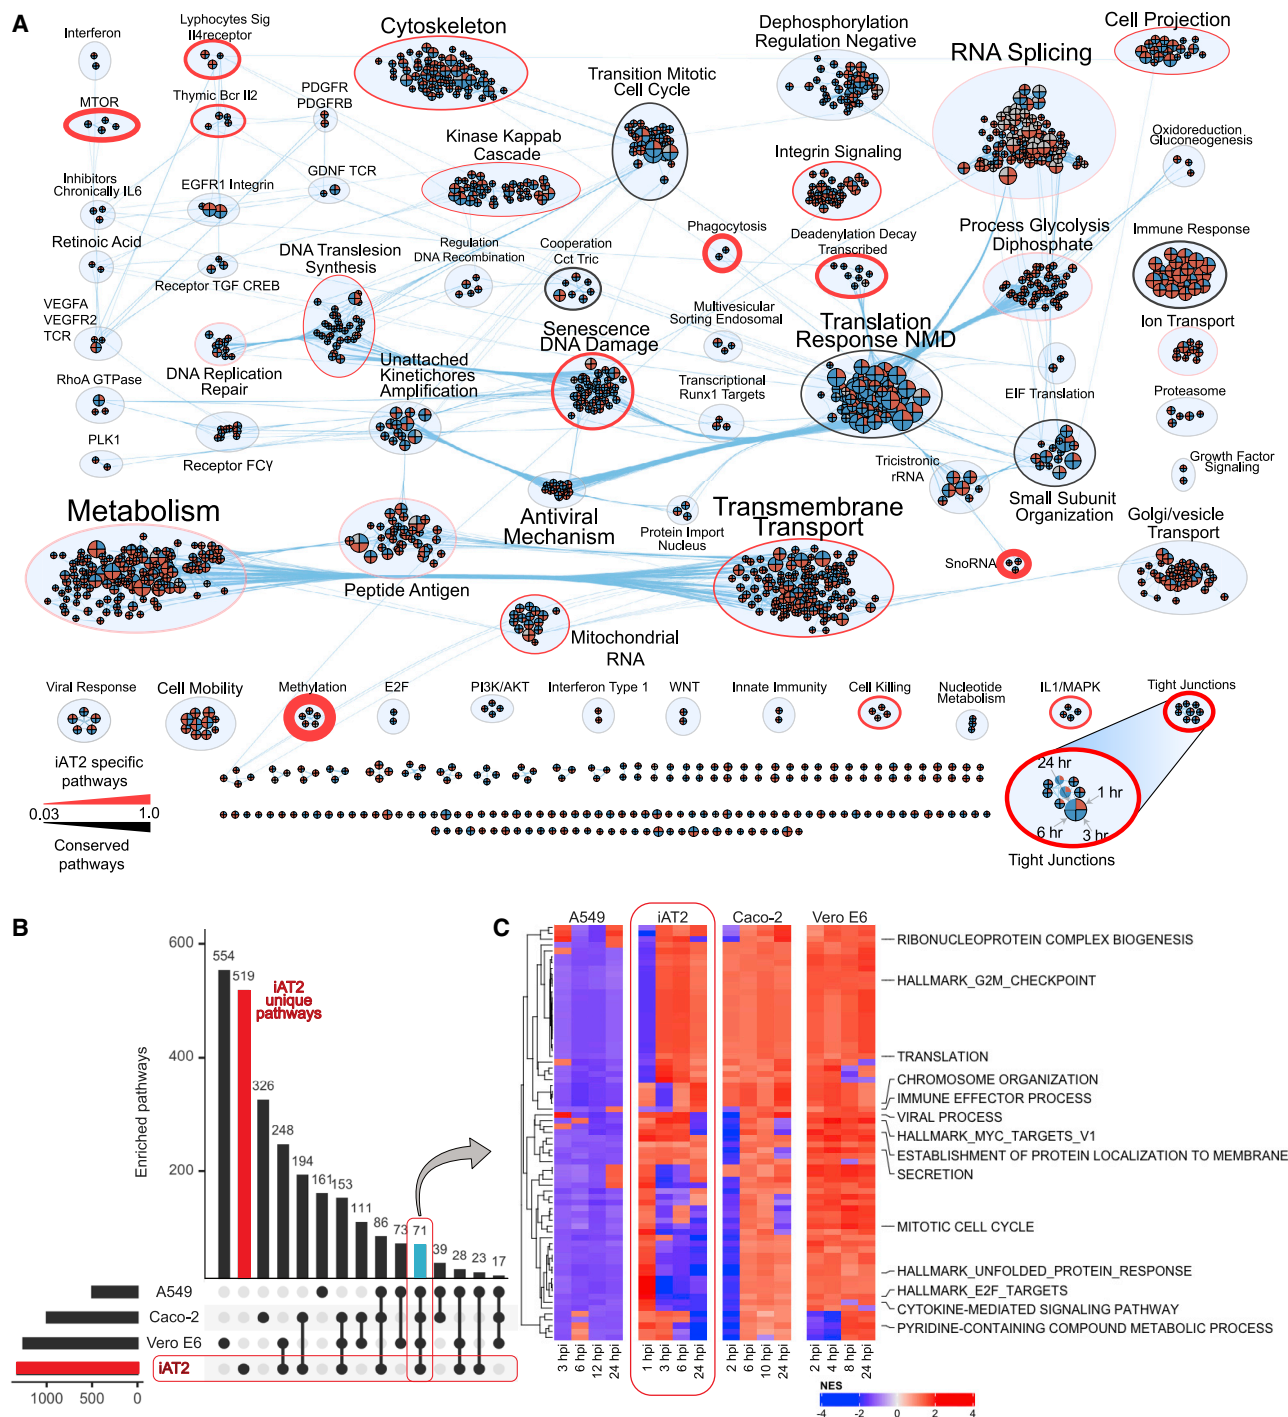 A
Interferon
Lyphocytes Sig
Il4receptor
Cytoskeleton
Dephosphorylation
Regulation Negative
Cell Projection
RNA Splicing
Transition Mitotic
Cell Cycle
MTOR
Thymic Bcr Il2
PDGFR
PDGFRB
Kinase Kappab
Cascade
Integrin Signaling
Oxidoreduction
Gluconeogenesis
Inhibitors
Chronically IL6
EGFR1 Integrin
GDNF TCR
Retinoic Acid
DNA Translesion
Synthesis
Regulation
DNA Recombination
Cooperation
Cct Tric
Phagocytosis
Deadenylation Decay
Transcribed
Process Glycolysis
Diphosphate
Immune Response
Receptor TGF CREB
VEGFA
VEGFR2
TCR
Multivesicular
Sorting Endosomal
Translation
Response NMD
Ion Transport
Senescence
DNA Damage
Unattached
Kinetichores
Amplification
DNA Replication
Repair
RhoA GTPase
Transcriptional
Runx1 Targets
EIF Translation
Proteasome
PLK1
Receptor FCγ
Tricistronic
rRNA
Growth Factor
Signaling
Metabolism
Antiviral
Mechanism
Protein Import
Nucleus
Transmembrane
Transport
Small Subunit
Organization
Golgi/vesicle
Transport
SnoRNA
Peptide Antigen
Mitochondrial
RNA
Viral Response
Cell Mobility
Methylation
E2F
PI3K/AKT
Interferon Type 1
WNT
Innate Immunity
Cell Killing
Nucleotide
Metabolism
IL1/MAPK
Tight Junctions
iAT2 specific
pathways
0.03
1.0
Conserved
pathways
24 hr
1 hr
6 hr
3 hr
Tight Junctions
B
Enriched pathways
600
400
200
554
519
326
248
194
161
153
111
86
73
71
39
28
23
17
iAT2
unique
pathways
A549
Caco-2
Vero E6
iAT2
1000
500
0
C
A549
iAT2
Caco-2
Vero E6
RIBONUCLEOPROTEIN COMPLEX BIOGENESIS
HALLMARK_G2M_CHECKPOINT
TRANSLATION
CHROMOSOME ORGANIZATION
IMMUNE EFFECTOR PROCESS
VIRAL PROCESS
HALLMARK_MYC_TARGETS_V1
ESTABLISHMENT OF PROTEIN LOCALIZATION TO MEMBRANE
SECRETION
MITOTIC CELL CYCLE
HALLMARK_UNFOLDED_PROTEIN_RESPONSE
HALLMARK_E2F_TARGETS
CYTOKINE-MEDIATED SIGNALING PATHWAY
PYRIDINE-CONTAINING COMPOUND METABOLIC PROCESS
3 hpi
6 hpi
12 hpi
24 hpi
1 hpi
3 hpi
6 hpi
24 hpi
2 hpi
6 hpi
10 hpi
24 hpi
2 hpi
4 hpi
8 hpi
24 hpi
NES
-4
-2
0
2
4